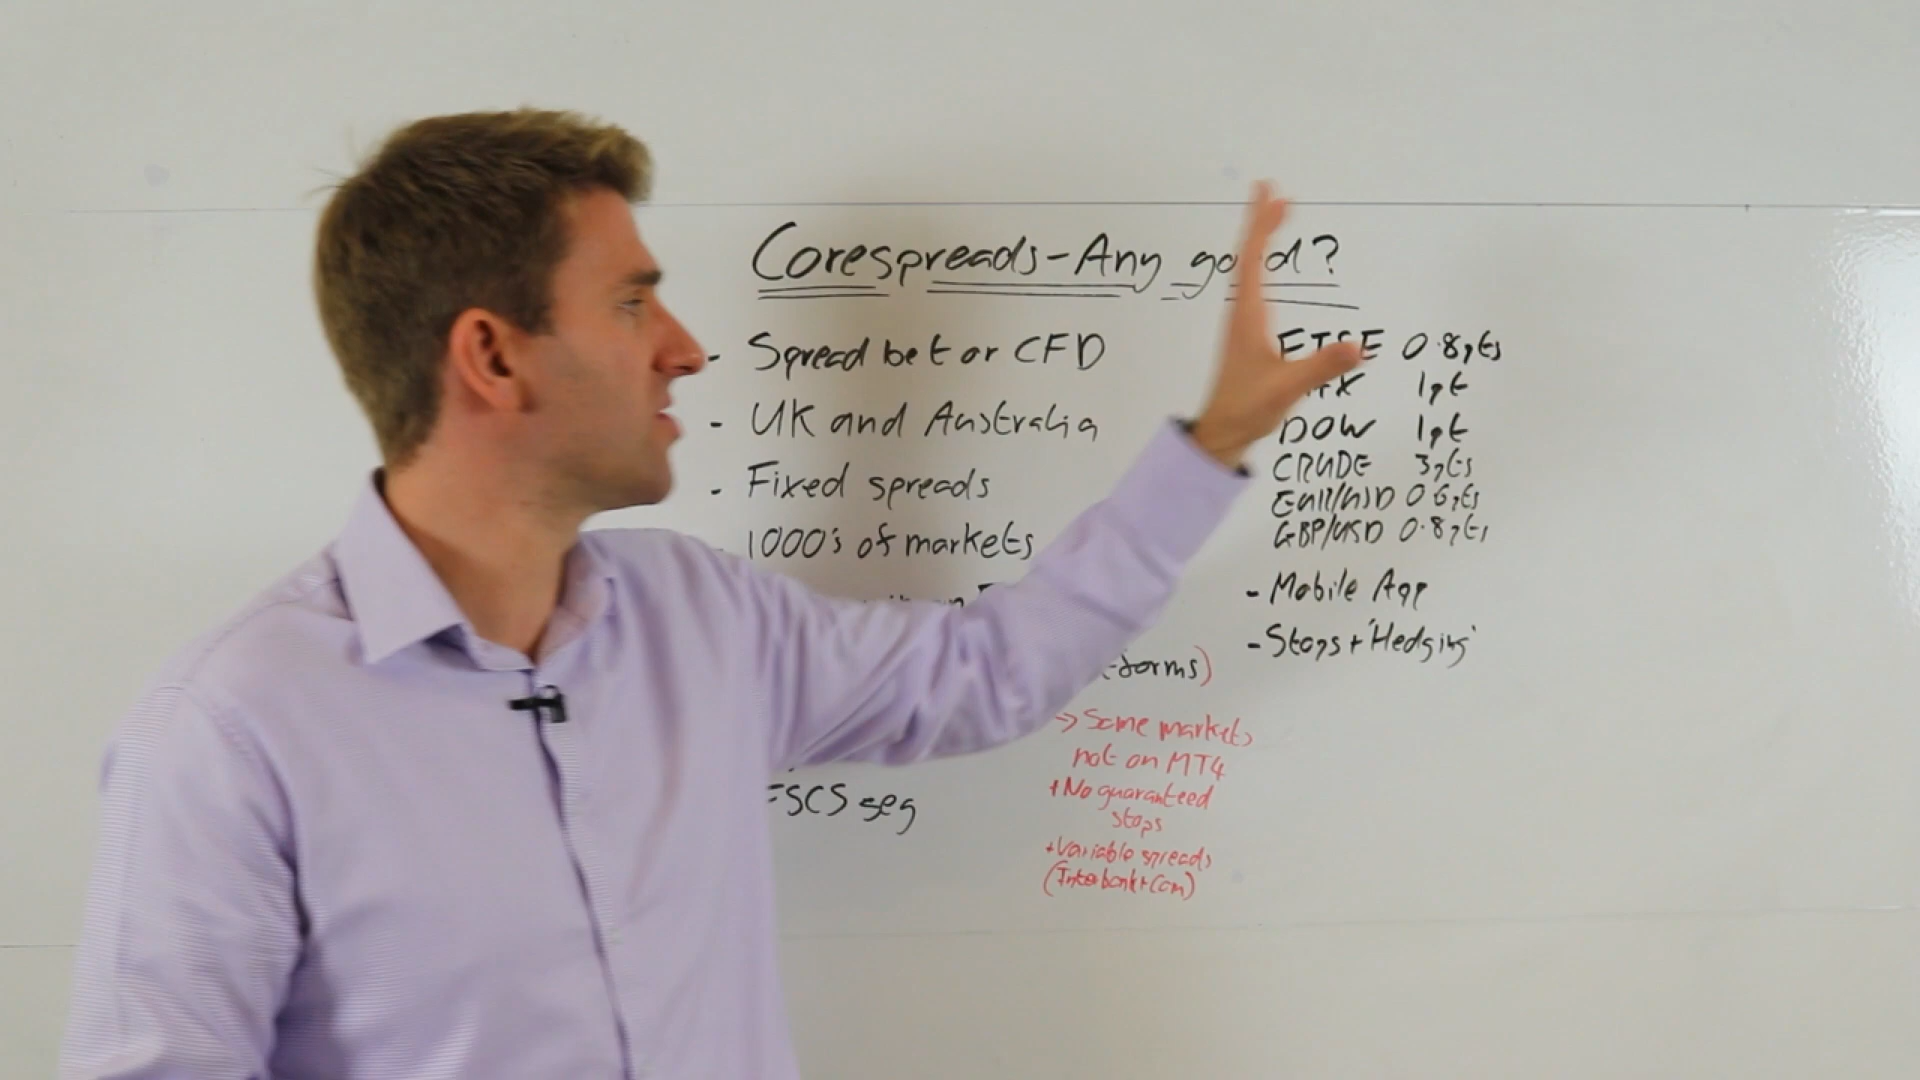 Corespreads - Any good?
- Spread bet or CFD
- UK and Australia
- Fixed spreads
- 1000's of markets
forms)
FSCS seg
→ Some markets
not on MT4
+ No guaranteed
stops
+ Variable spreads
(Interbank + Com)
FTSE 0.8pts
1pt
DOW 1pt
CRUDE 3pts
EUR/USD 0.6pts
GBP/USD 0.8pts
- Mobile App
- Stops + 'Hedging'